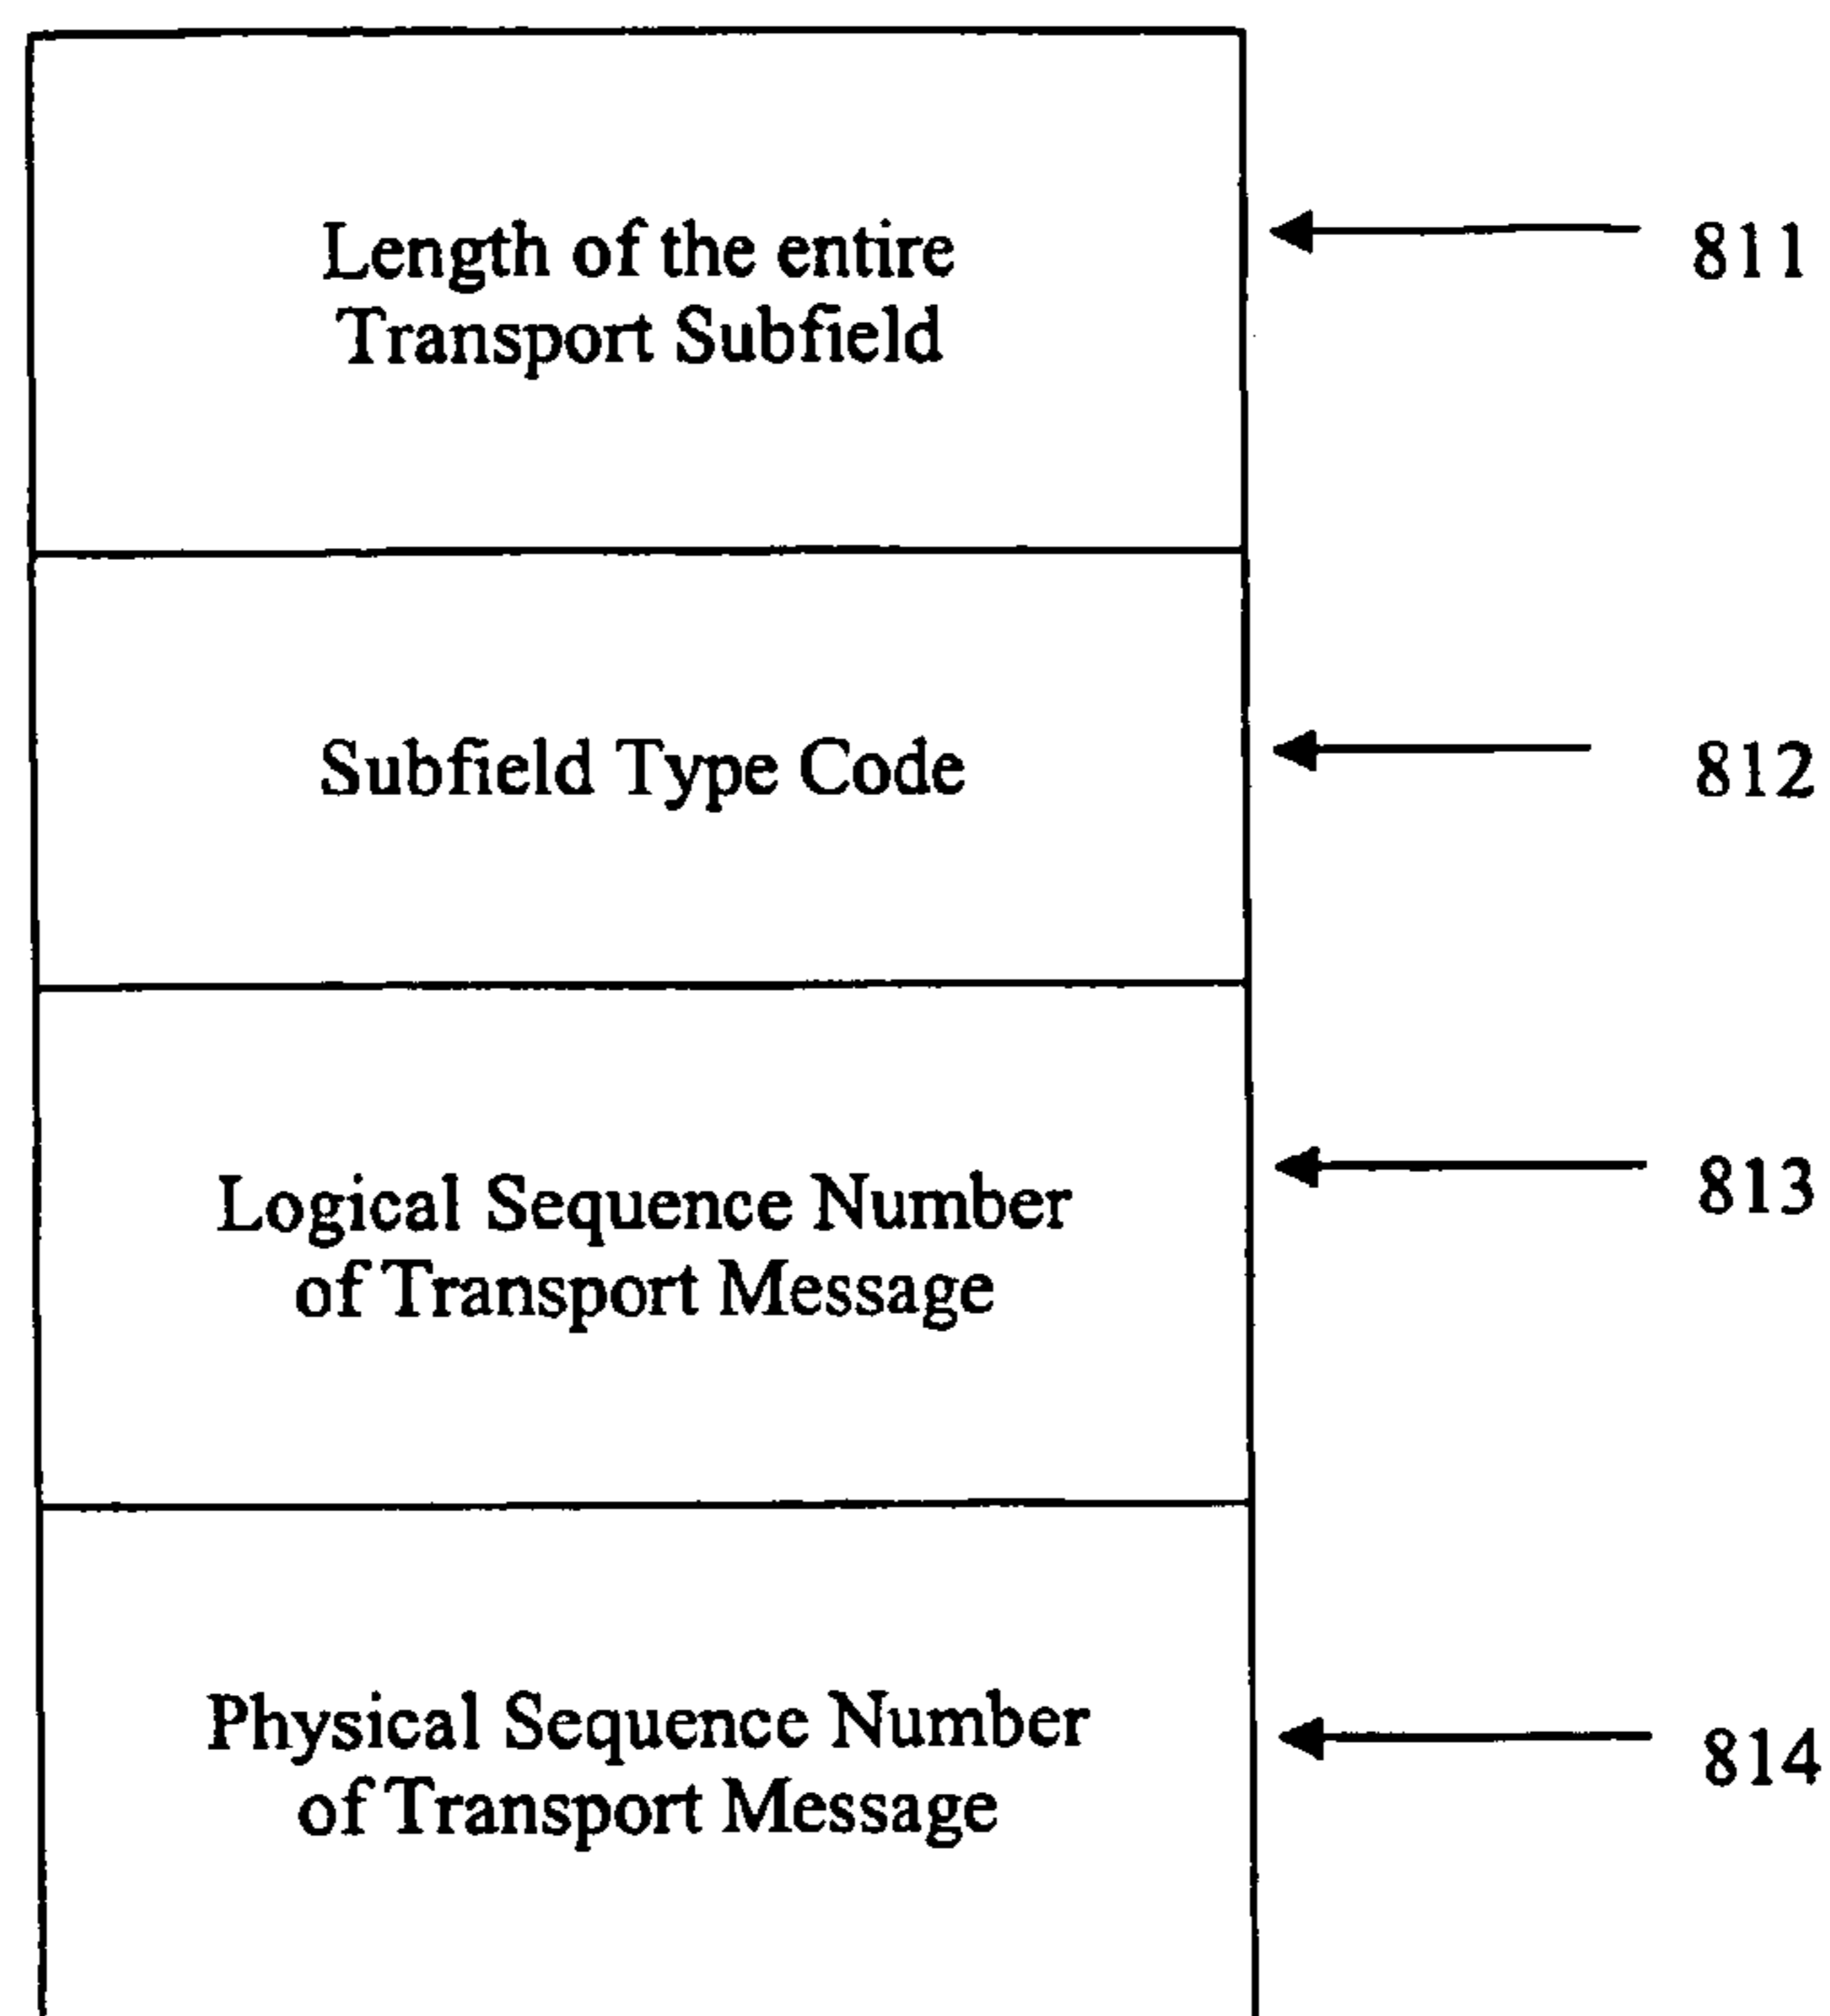 Length of the entire
Transport Subfield
811
Subfield Type Code
812
Logical Sequence Number
of Transport Message
813
Physical Sequence Number
of Transport Message
814